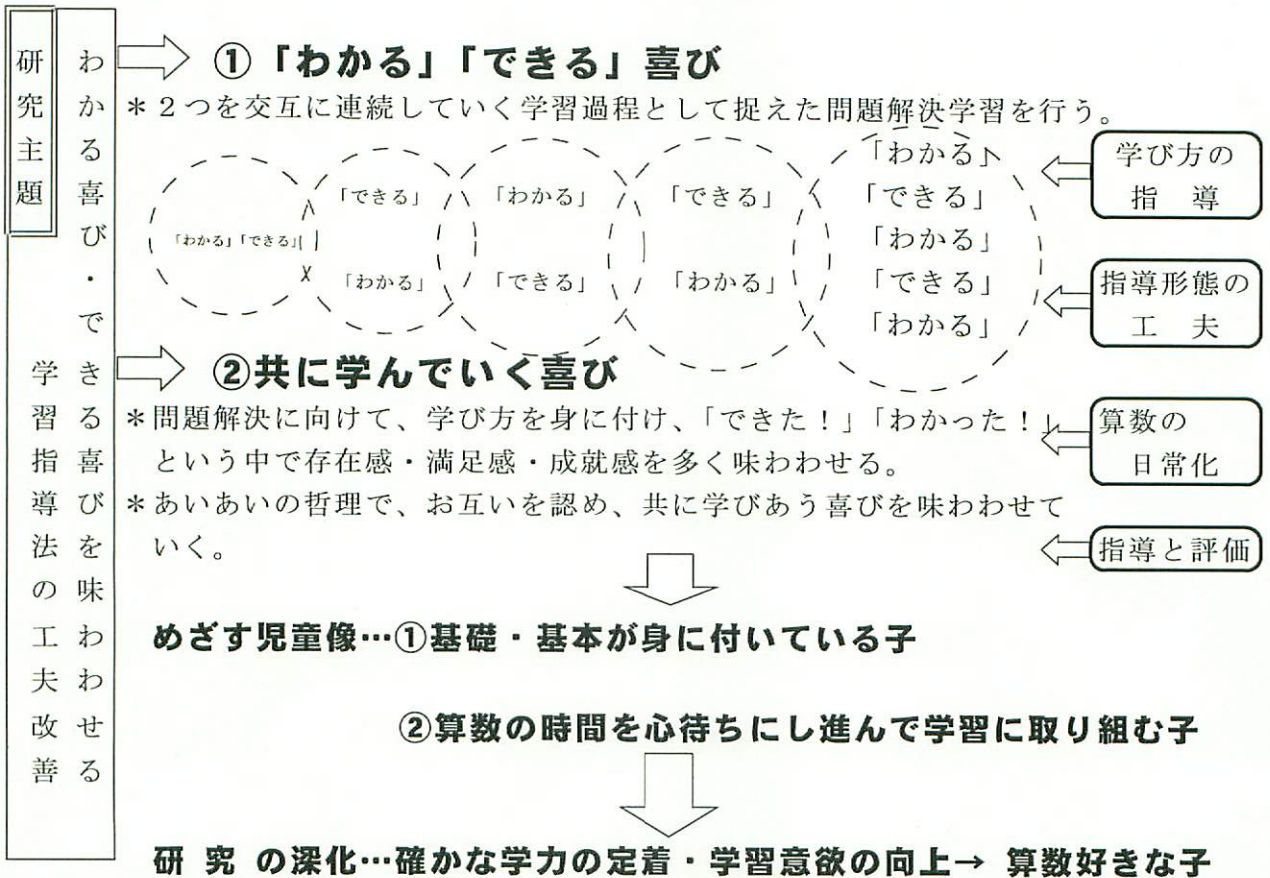 研究主題
わかる喜び・できる喜びを味わわせる
学習指導法の工夫改善
①「わかる」「できる」喜び
＊２つを交互に連続していく学習過程として捉えた問題解決学習を行う。
「わかる」「できる」
「できる」
「わかる」
「わかる」
「できる」
「できる」
「わかる」
「わかる」
「できる」
「わかる」
「できる」
「わかる」
学び方の
指　導
指導形態の
工　夫
②共に学んでいく喜び
＊問題解決に向けて、学び方を身に付け、「できた！」「わかった！」
という中で存在感・満足感・成就感を多く味わわせる。
＊あいあいの哲理で、お互いを認め、共に学びあう喜びを味わわせて
いく。
算数の
日常化
指導と評価
めざす児童像…①基礎・基本が身に付いている子
②算数の時間を心待ちにし進んで学習に取り組む子
研 究 の深化…確かな学力の定着・学習意欲の向上→ 算数好きな子